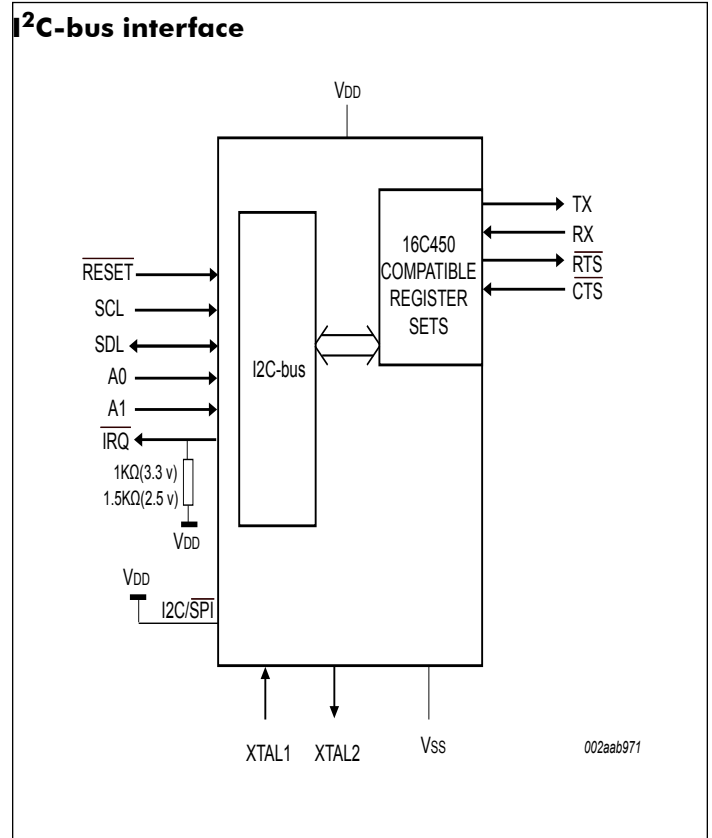 I²C-bus interface
VDD
TX
RX
RTS
CTS
16C450
COMPATIBLE
REGISTER
SETS
I2C-bus
RESET
SCL
SDL
A0
A1
IRQ
1KΩ(3.3 v)
1.5KΩ(2.5 v)
VDD
VDD
I2C/SPI
XTAL1
XTAL2
VSS
002aab971